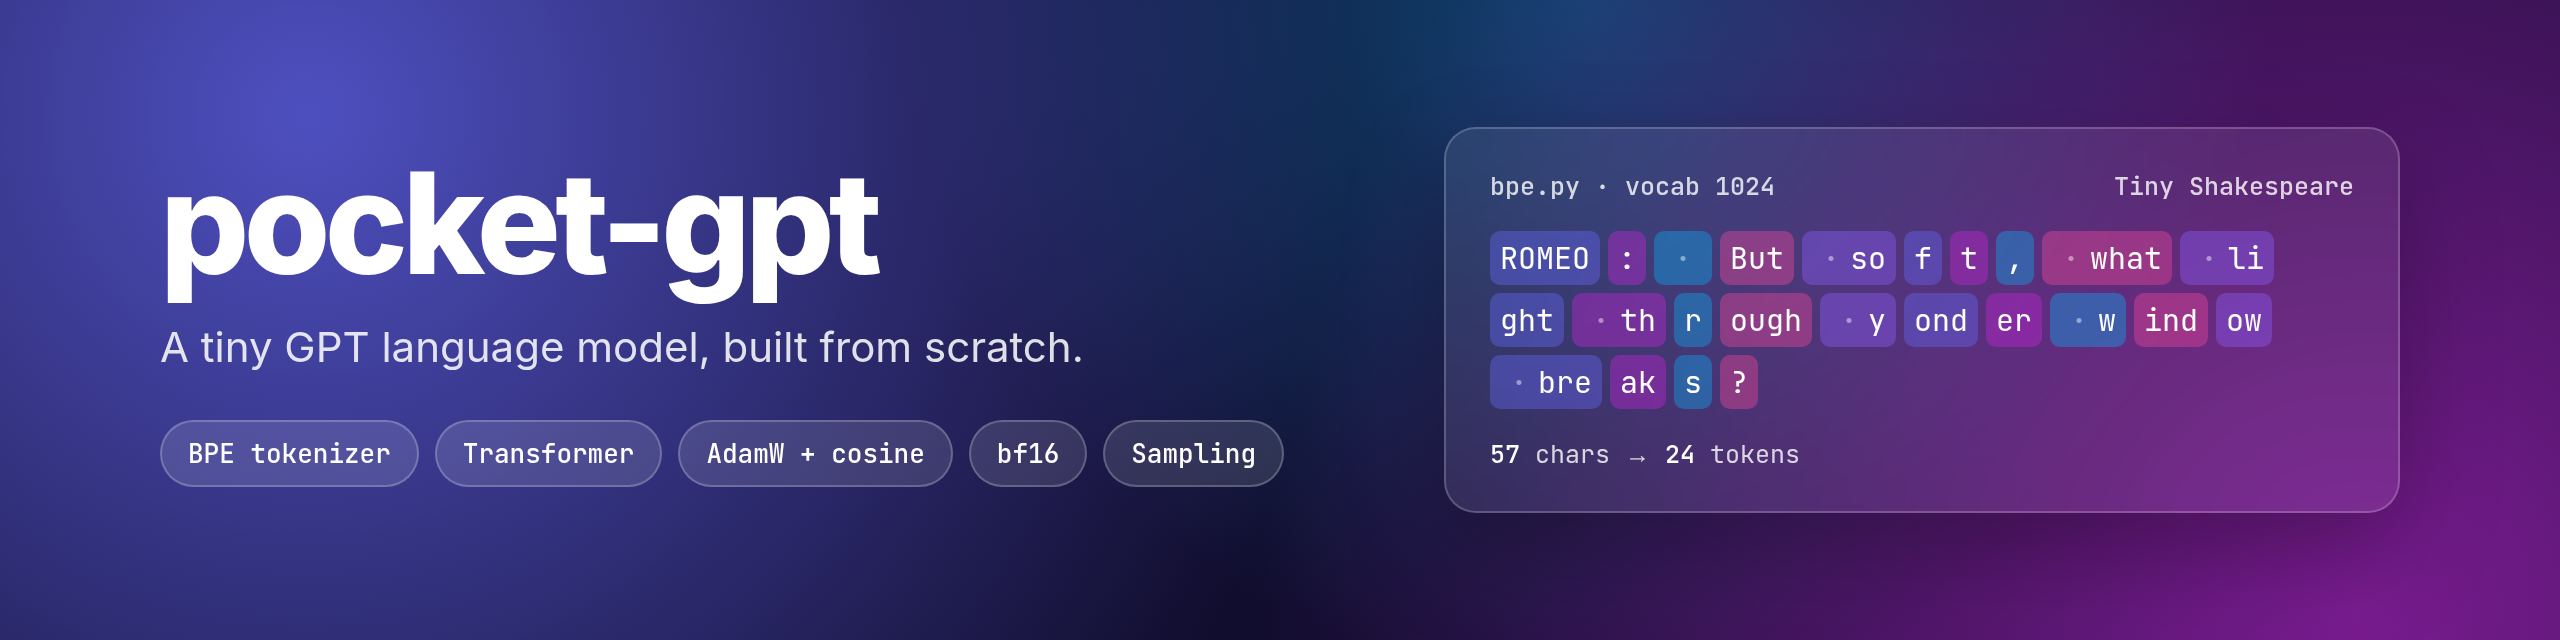 pocket-gpt
A tiny GPT language model, built from scratch.
BPE tokenizer Transformer AdamW + cosine bf16 Sampling
bpe.py · vocab 1024 Tiny Shakespeare
ROMEO : · But · so f t , · what · li
ght · th r ough · y ond er · w ind ow
· bre ak s ?
57 chars → 24 tokens